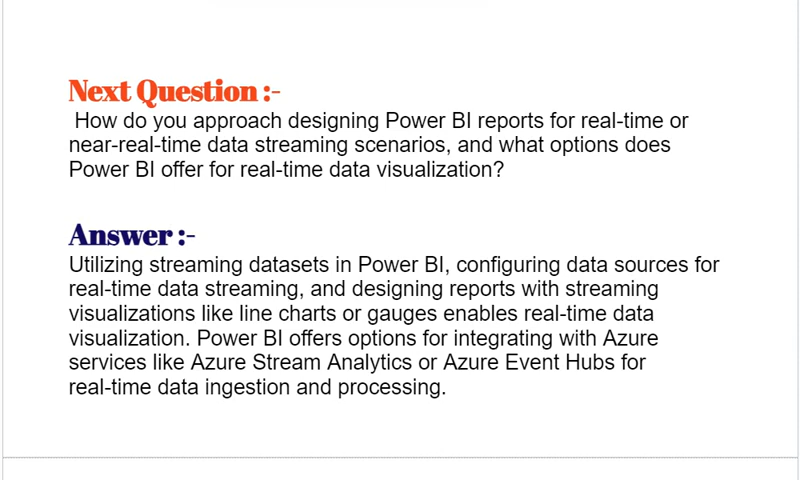 Next Question :-
How do you approach designing Power BI reports for real-time or
near-real-time data streaming scenarios, and what options does
Power BI offer for real-time data visualization?
Answer :-
Utilizing streaming datasets in Power BI, configuring data sources for
real-time data streaming, and designing reports with streaming
visualizations like line charts or gauges enables real-time data
visualization. Power BI offers options for integrating with Azure
services like Azure Stream Analytics or Azure Event Hubs for
real-time data ingestion and processing.